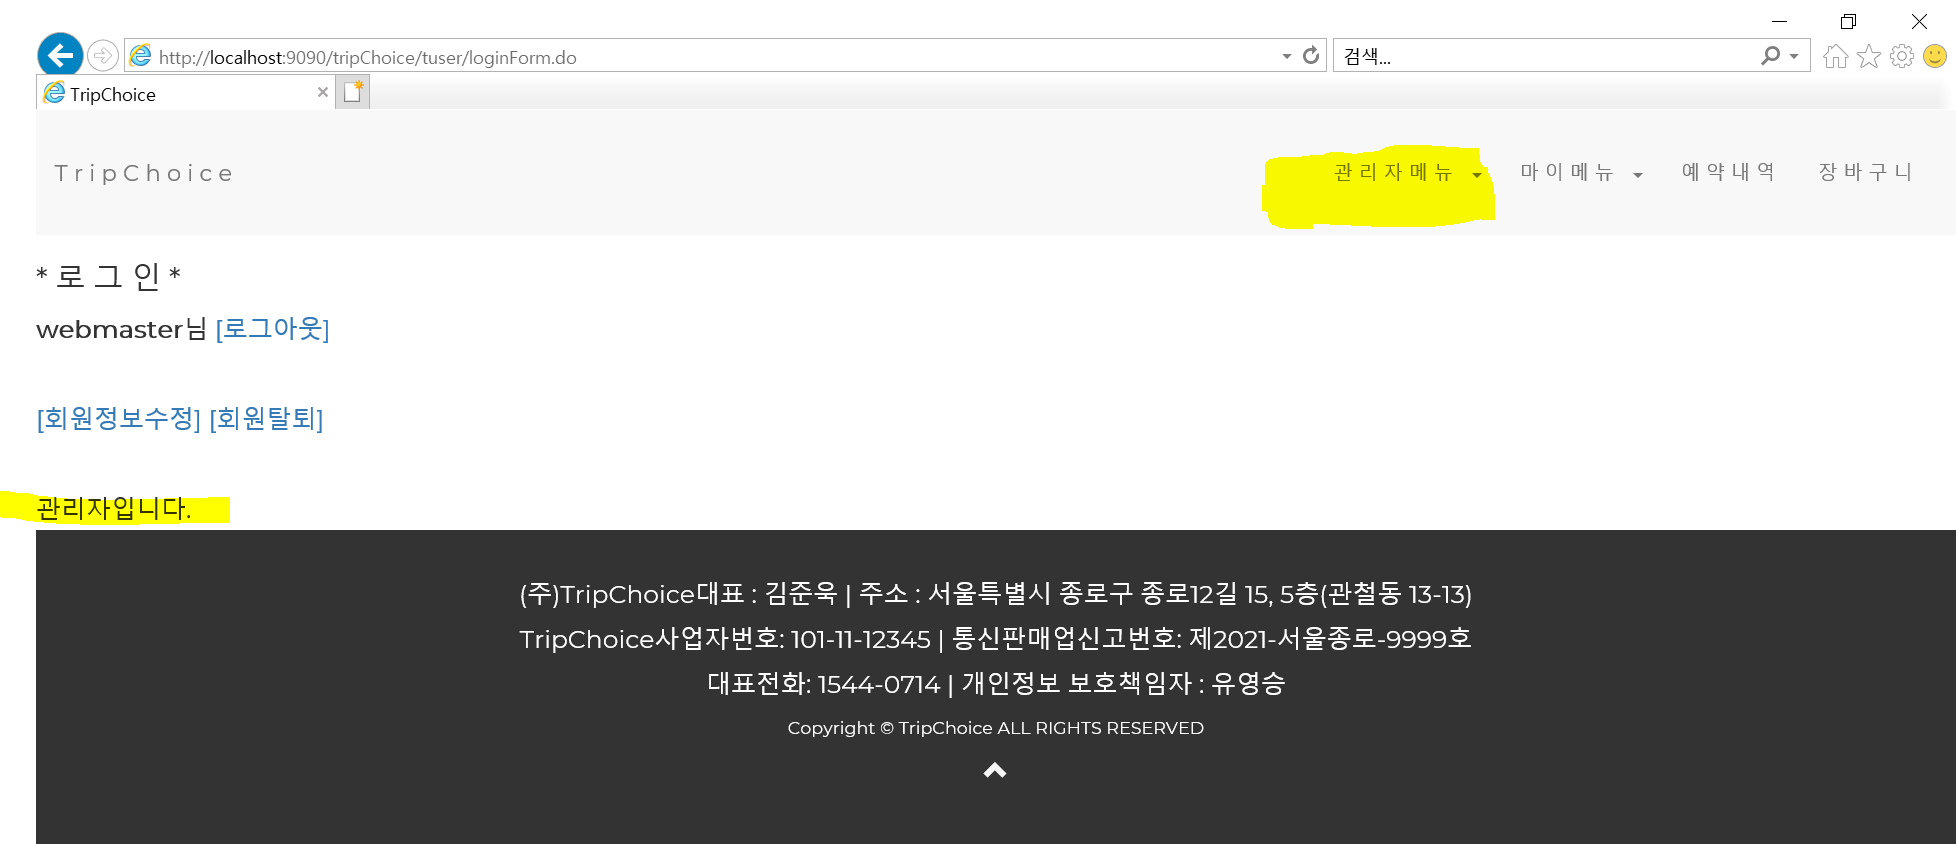 http://localhost:9090/tripChoice/tuser/loginForm.do
검색...
TripChoice
TripChoice 관리자메뉴 마이메뉴 예약내역 장바구니
* 로 그 인 *
webmaster님 [로그아웃]
[회원정보수정] [회원탈퇴]
관리자입니다.
(주)TripChoice대표 : 김준욱 | 주소 : 서울특별시 종로구 종로12길 15, 5층(관철동 13-13)
TripChoice사업자번호: 101-11-12345 | 통신판매업신고번호: 제2021-서울종로-9999호
대표전화: 1544-0714 | 개인정보 보호책임자 : 유영승
Copyright © TripChoice ALL RIGHTS RESERVED